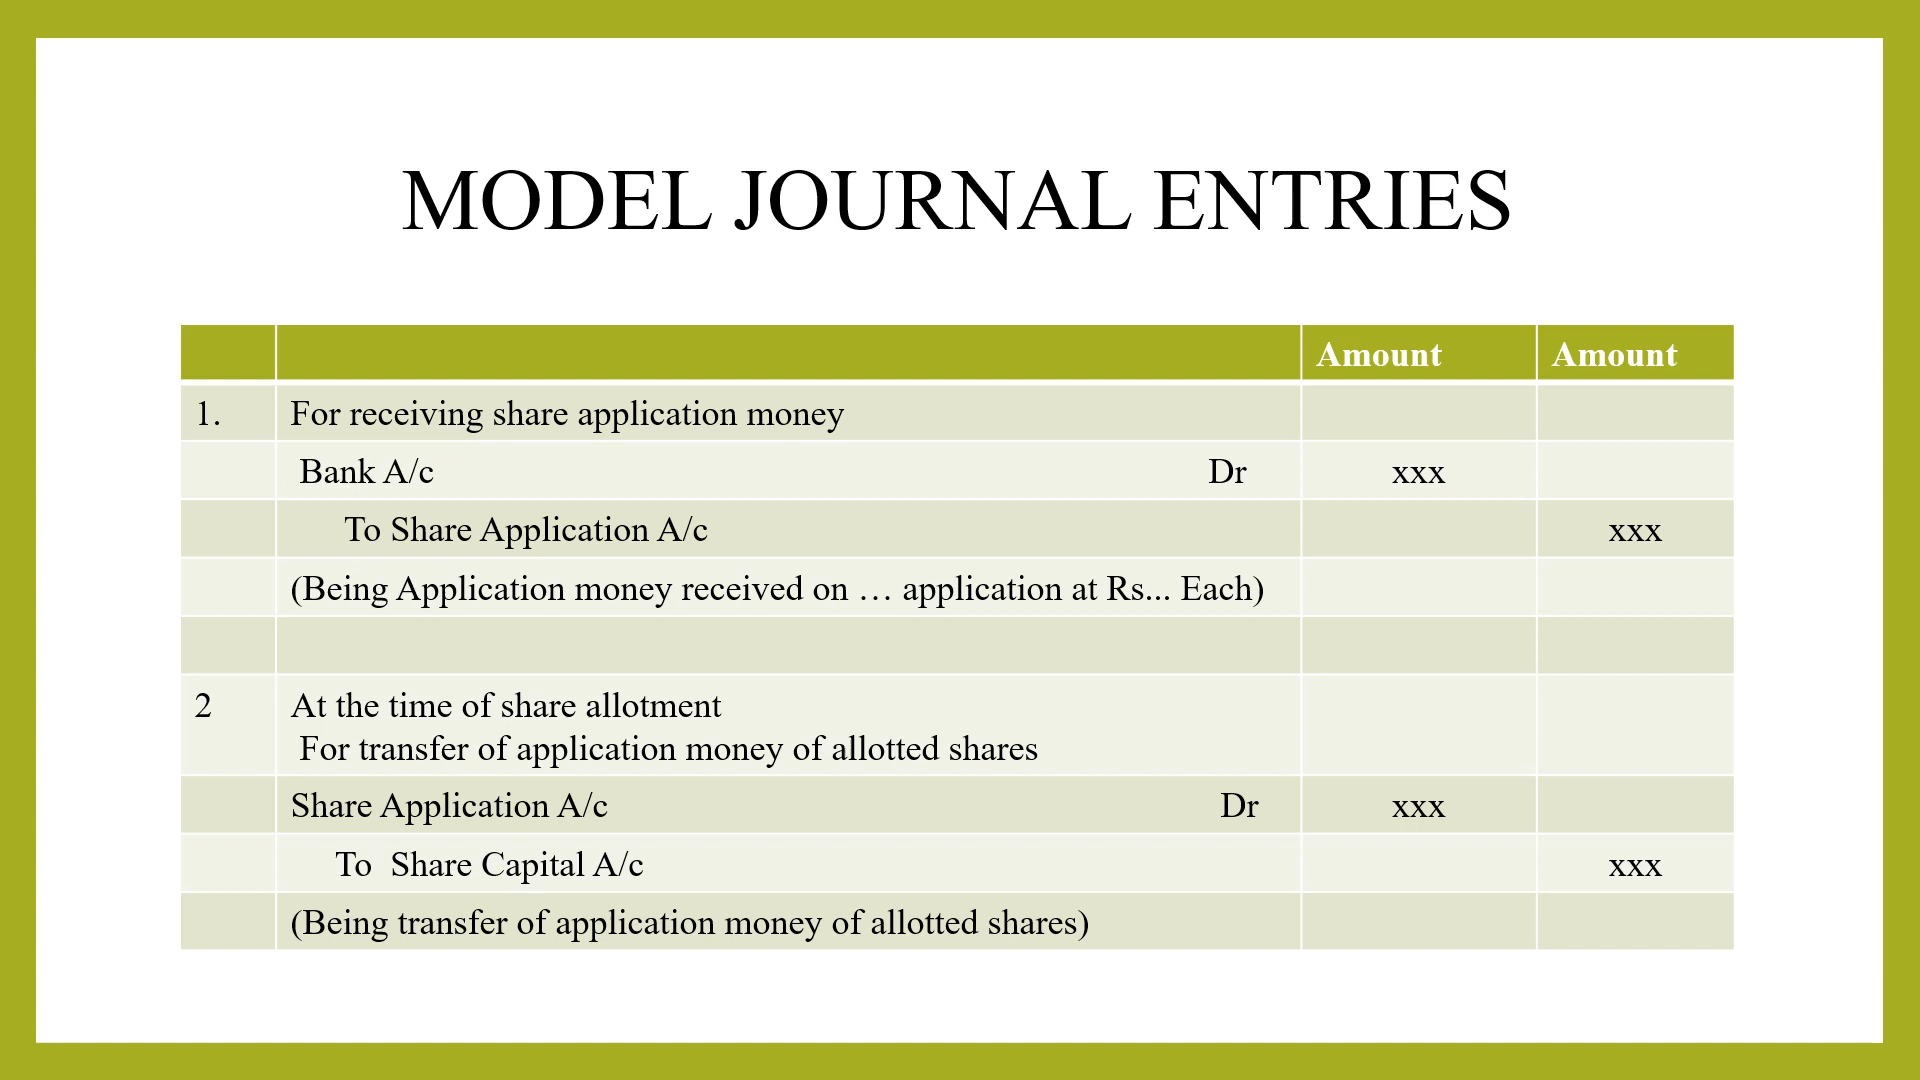 MODEL JOURNAL ENTRIES
Amount Amount
1. For receiving share application money
Bank A/c Dr xxx
To Share Application A/c xxx
(Being Application money received on … application at Rs... Each)
2 At the time of share allotment
For transfer of application money of allotted shares
Share Application A/c Dr xxx
To Share Capital A/c xxx
(Being transfer of application money of allotted shares)